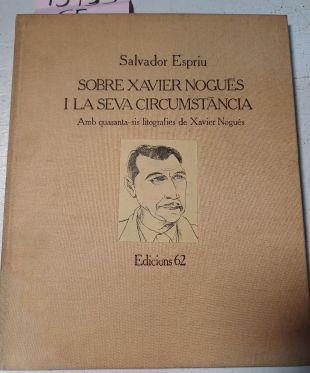 Salvador Espriu
SOBRE XAVIER NOGUÉS
I LA SEVA CIRCUMSTÀNCIA
Amb quaranta-sis litografies de Xavier Nogués
Edicions 62